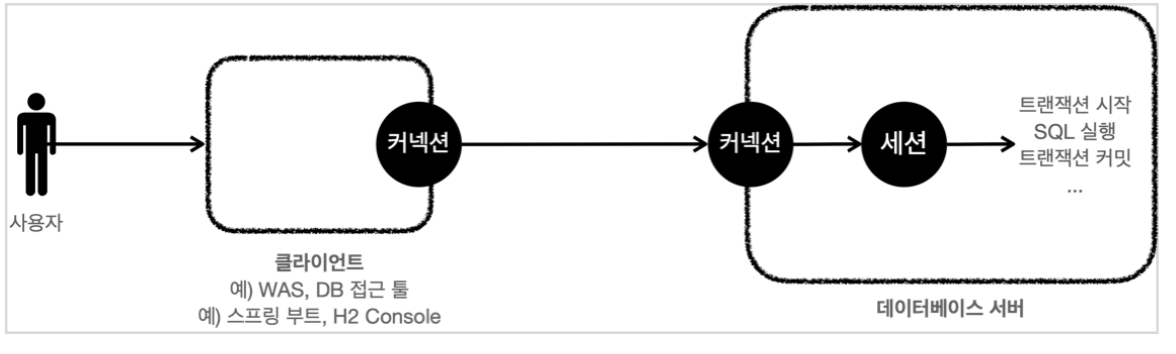 사용자
커넥션
클라이언트
예) WAS, DB 접근 툴
예) 스프링 부트, H2 Console
커넥션
세션
트랜잭션 시작
SQL 실행
트랜잭션 커밋
...
데이터베이스 서버